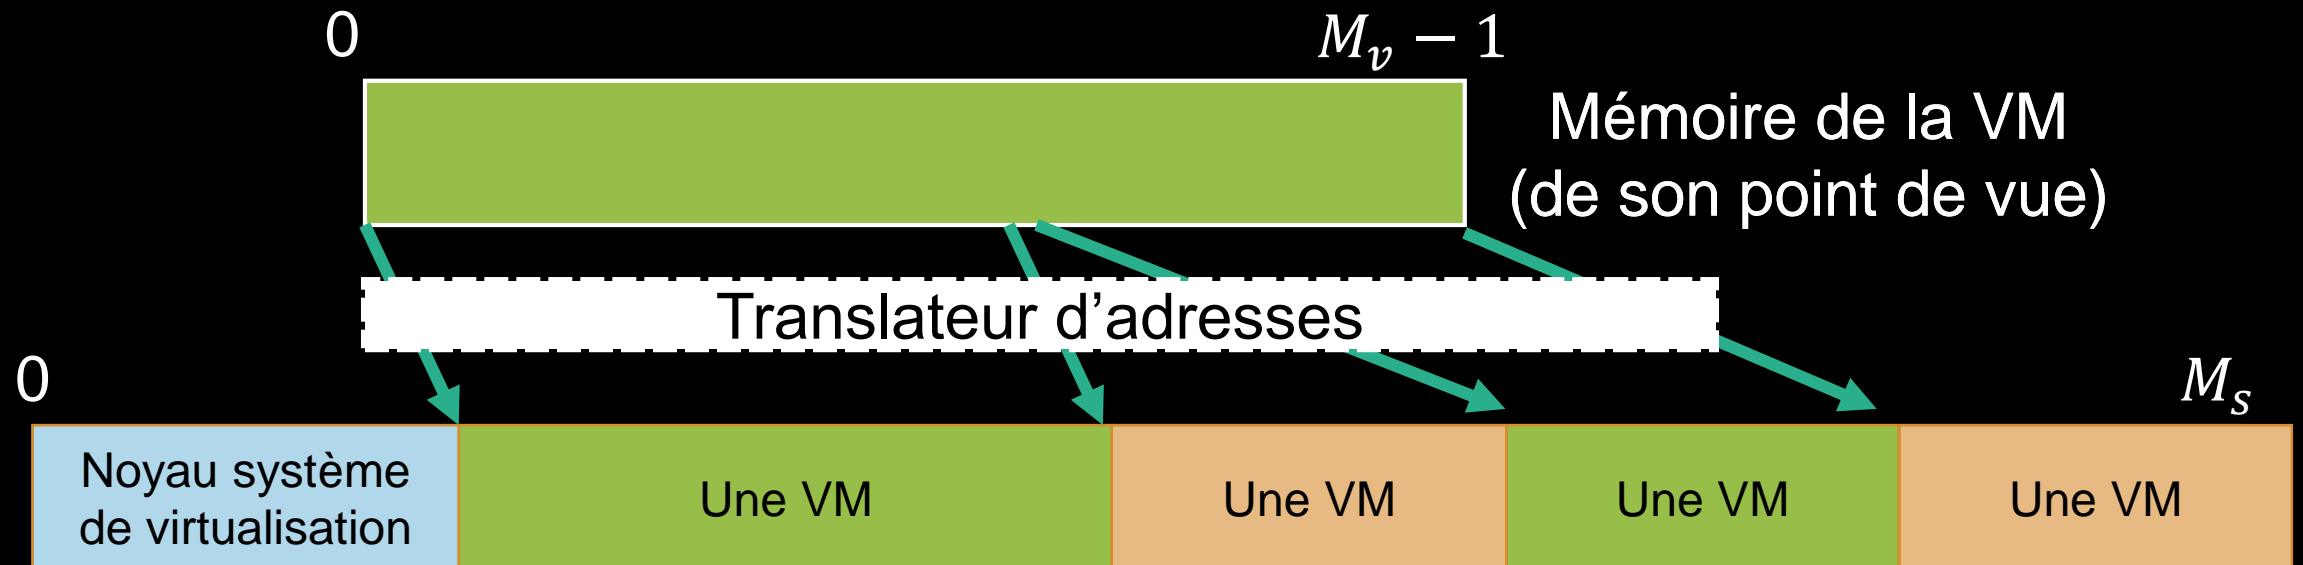 0
M_v − 1
Mémoire de la VM
(de son point de vue)
Translateur d’adresses
0
M_s
Noyau système
de virtualisation
Une VM
Une VM
Une VM
Une VM